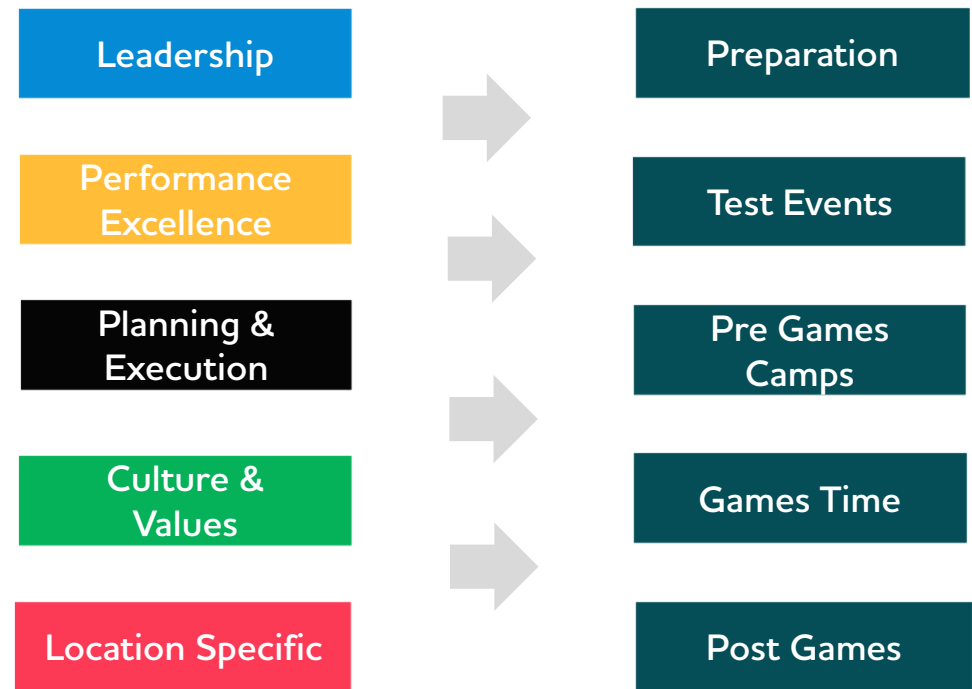 Leadership
Performance
Excellence
Planning &
Execution
Culture &
Values
Location Specific
Preparation
Test Events
Pre Games
Camps
Games Time
Post Games